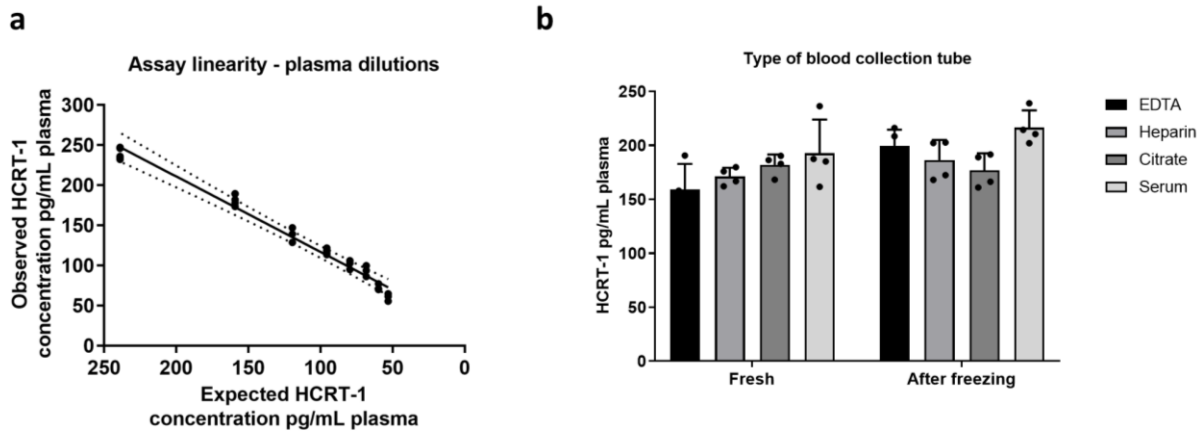 a
Assay linearity - plasma dilutions
Observed HCRT-1
concentration pg/mL plasma
300
250
200
150
100
50
0
250 200 150 100 50 0
Expected HCRT-1
concentration pg/mL plasma
b
Type of blood collection tube
HCRT-1 pg/mL plasma
250
200
150
100
50
0
Fresh After freezing
EDTA
Heparin
Citrate
Serum